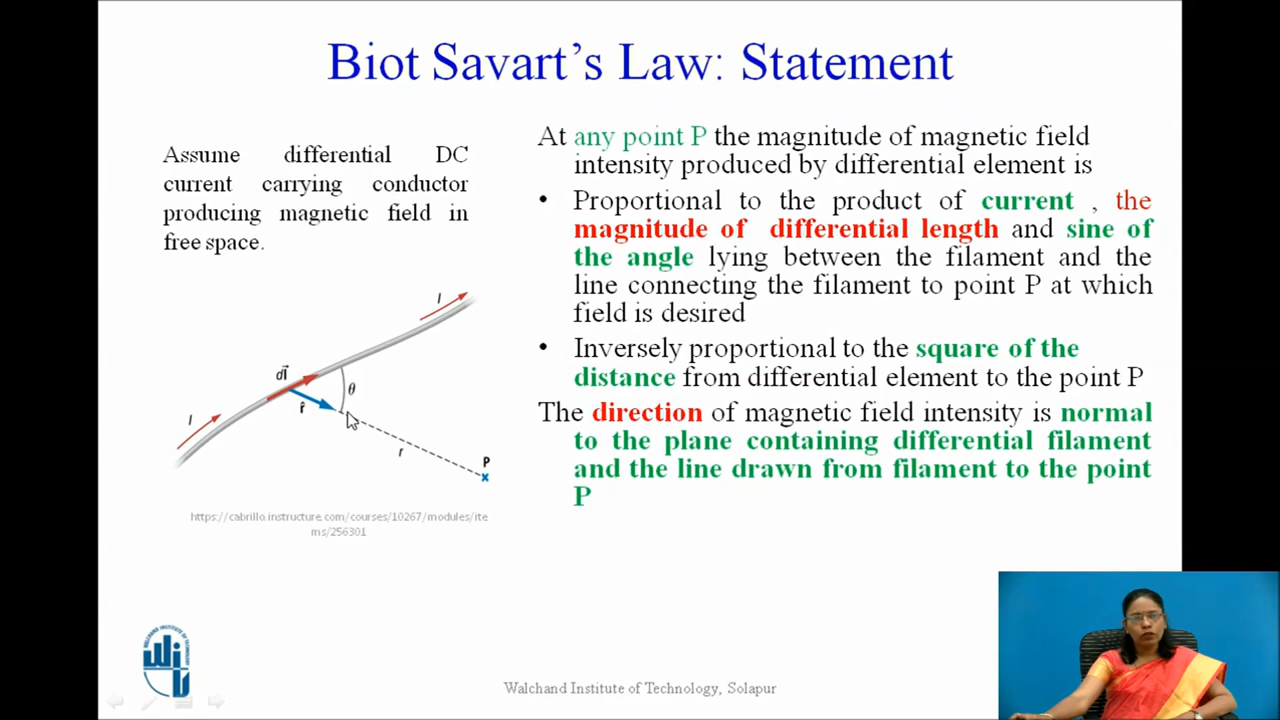 Biot Savart’s Law: Statement
Assume differential DC
current carrying conductor
producing magnetic field in
free space.
I
dl
θ
r̂
I
r
P
https://cabrillo.instructure.com/courses/10267/modules/ite
ms/256301
At any point P the magnitude of magnetic field
intensity produced by differential element is
• Proportional to the product of current , the
magnitude of differential length and sine of
the angle lying between the filament and the
line connecting the filament to point P at which
field is desired
• Inversely proportional to the square of the
distance from differential element to the point P
The direction of magnetic field intensity is normal
to the plane containing differential filament
and the line drawn from filament to the point
P
WIT
Walchand Institute of Technology, Solapur